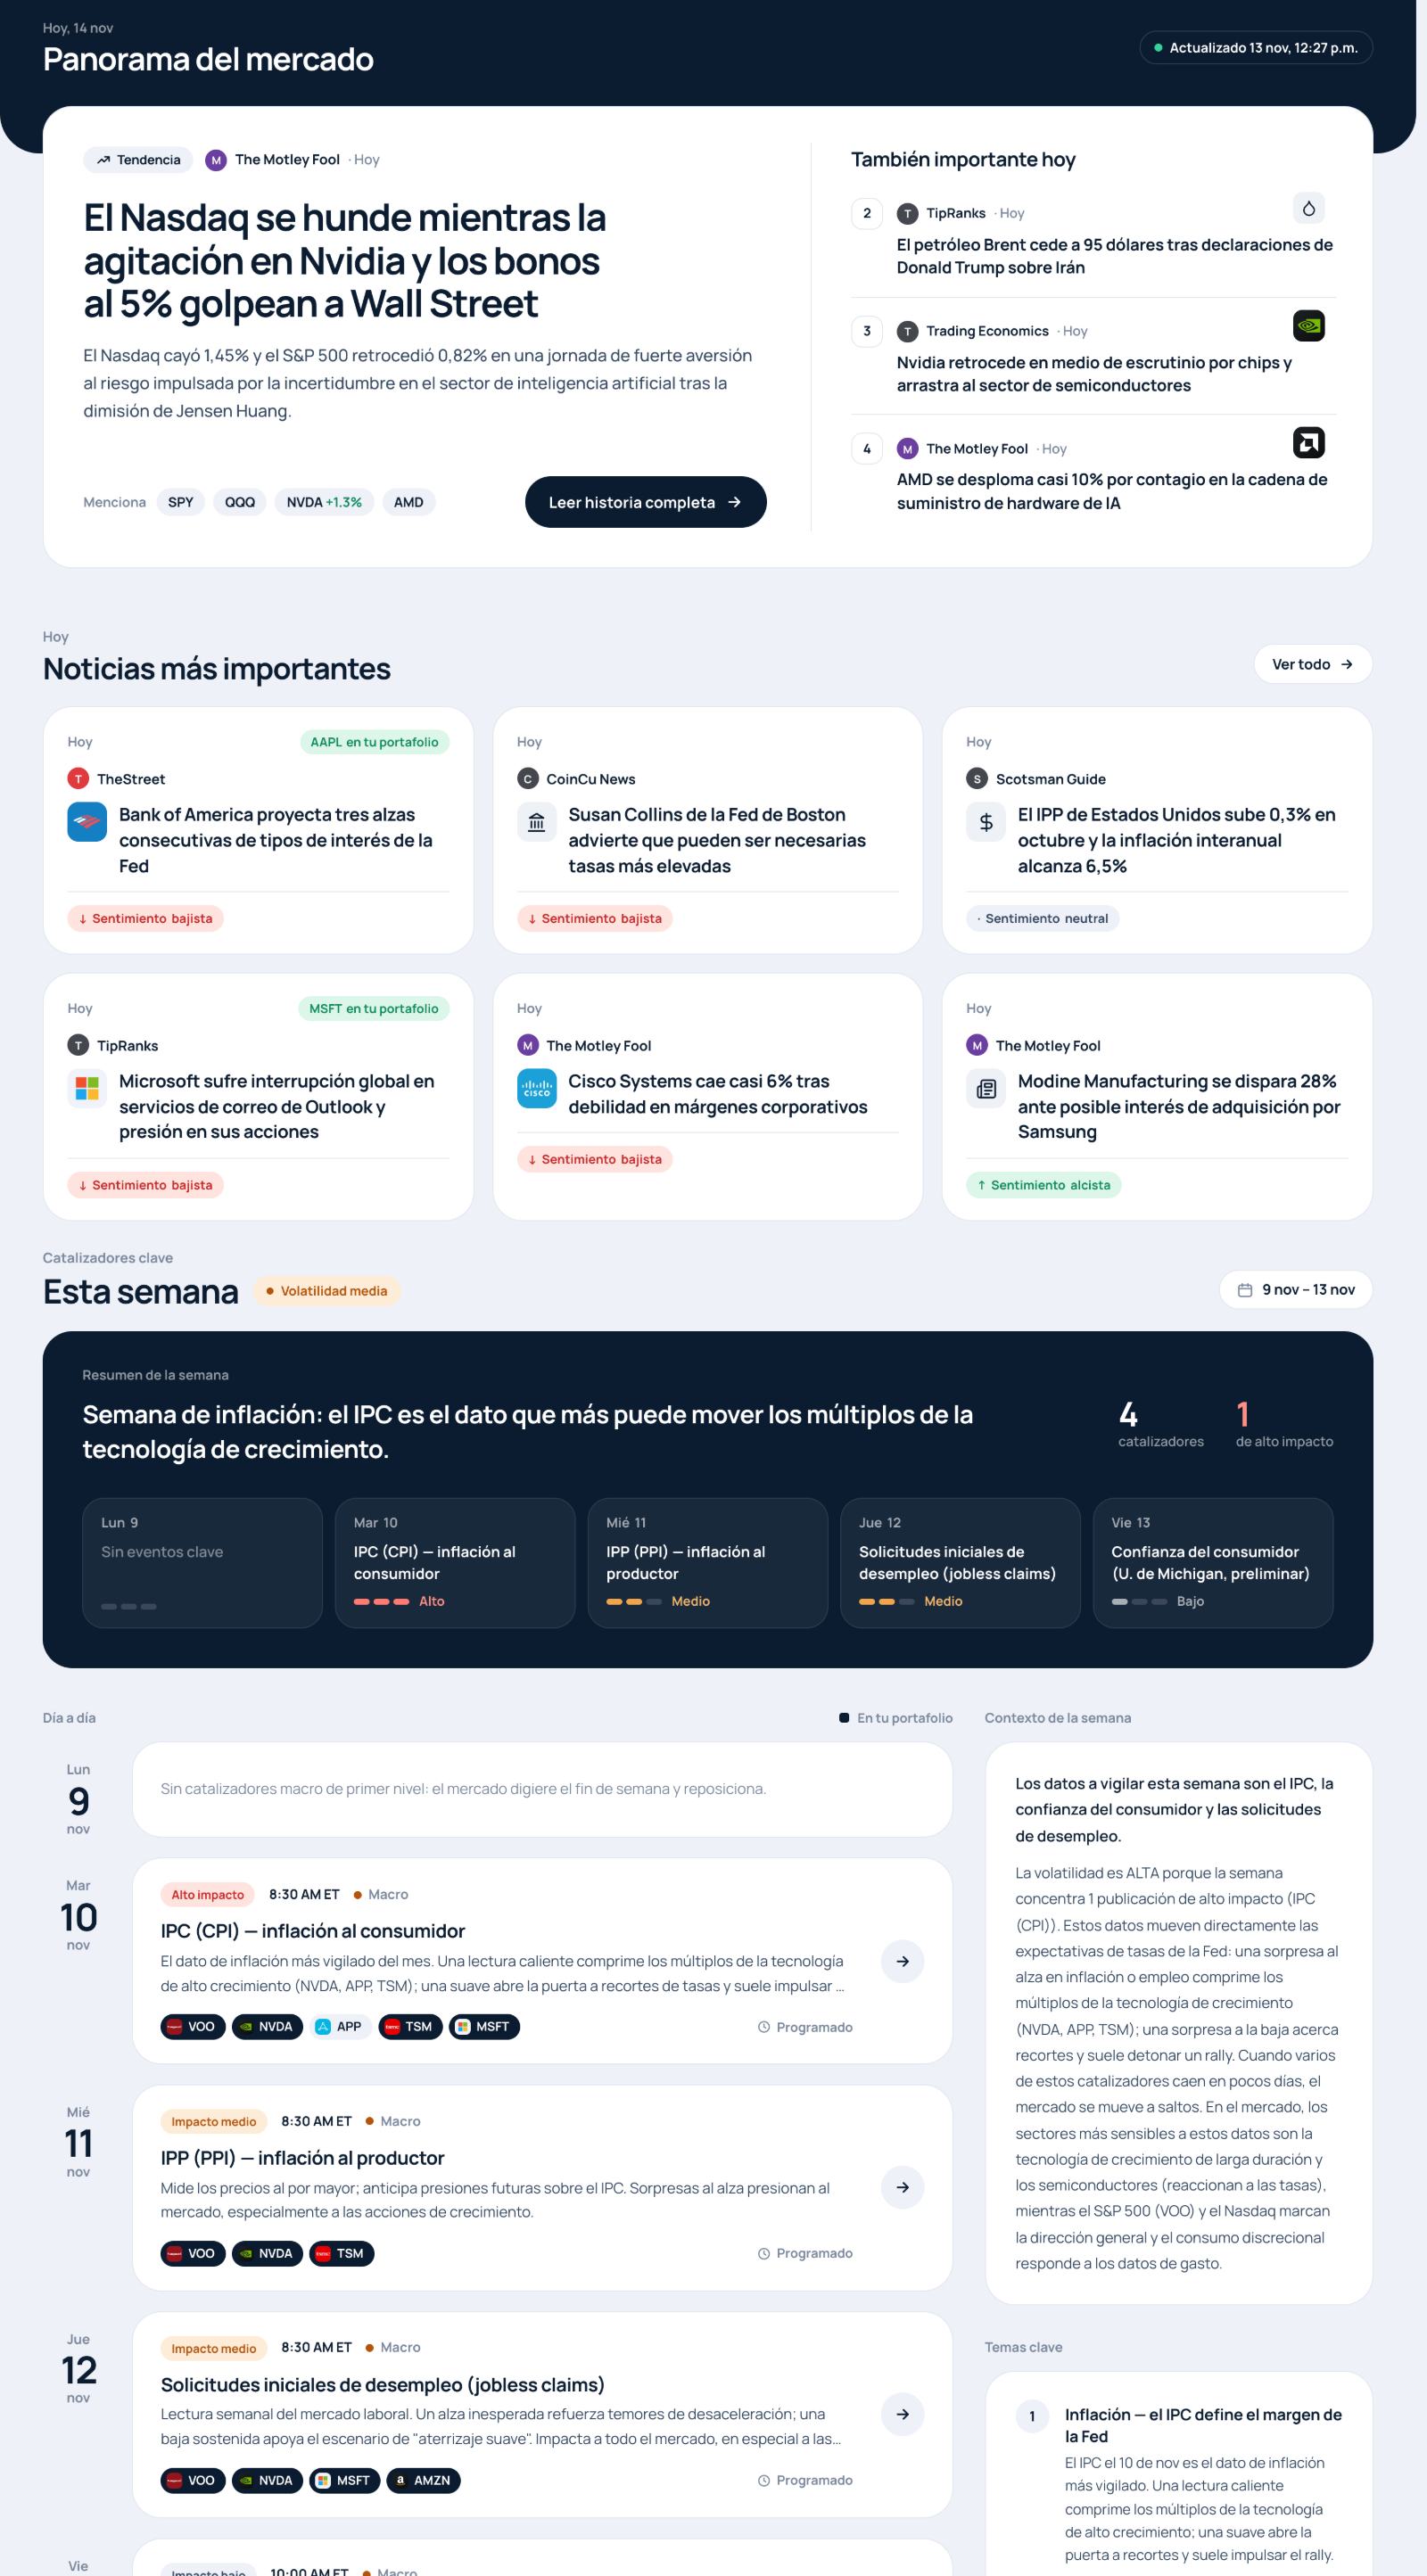 Hoy, 14 nov
Panorama del mercado
Actualizado 13 nov, 12:27 p.m.
Tendencia
M The Motley Fool · Hoy
El Nasdaq se hunde mientras la
agitación en Nvidia y los bonos
al 5% golpean a Wall Street
El Nasdaq cayó 1,45% y el S&P 500 retrocedió 0,82% en una jornada de fuerte aversión
al riesgo impulsada por la incertidumbre en el sector de inteligencia artificial tras la
dimisión de Jensen Huang.
Menciona SPY QQQ NVDA +1.3% AMD
Leer historia completa →
También importante hoy
2 T TipRanks · Hoy
El petróleo Brent cede a 95 dólares tras declaraciones de
Donald Trump sobre Irán
3 T Trading Economics · Hoy
Nvidia retrocede en medio de escrutinio por chips y
arrastra al sector de semiconductores
4 M The Motley Fool · Hoy
AMD se desploma casi 10% por contagio en la cadena de
suministro de hardware de IA
Hoy
Noticias más importantes
Ver todo →
Hoy
AAPL en tu portafolio
T TheStreet
Bank of America proyecta tres alzas
consecutivas de tipos de interés de la
Fed
↓ Sentimiento bajista
Hoy
C CoinCu News
Susan Collins de la Fed de Boston
advierte que pueden ser necesarias
tasas más elevadas
↓ Sentimiento bajista
Hoy
S Scotsman Guide
El IPP de Estados Unidos sube 0,3% en
octubre y la inflación interanual
alcanza 6,5%
· Sentimiento neutral
Hoy
MSFT en tu portafolio
T TipRanks
Microsoft sufre interrupción global en
servicios de correo de Outlook y
presión en sus acciones
↓ Sentimiento bajista
Hoy
M The Motley Fool
CISCO
Cisco Systems cae casi 6% tras
debilidad en márgenes corporativos
↓ Sentimiento bajista
Hoy
M The Motley Fool
Modine Manufacturing se dispara 28%
ante posible interés de adquisición por
Samsung
↑ Sentimiento alcista
Catalizadores clave
Esta semana
Volatilidad media
9 nov – 13 nov
Resumen de la semana
Semana de inflación: el IPC es el dato que más puede mover los múltiplos de la
tecnología de crecimiento.
4
catalizadores
1
de alto impacto
Lun 9
Sin eventos clave
Mar 10
IPC (CPI) — inflación al
consumidor
Alto
Mié 11
IPP (PPI) — inflación al
productor
Medio
Jue 12
Solicitudes iniciales de
desempleo (jobless claims)
Medio
Vie 13
Confianza del consumidor
(U. de Michigan, preliminar)
Bajo
Día a día
En tu portafolio
Lun
9
nov
Sin catalizadores macro de primer nivel: el mercado digiere el fin de semana y reposiciona.
Mar
10
nov
Alto impacto 8:30 AM ET Macro
IPC (CPI) — inflación al consumidor
El dato de inflación más vigilado del mes. Una lectura caliente comprime los múltiplos de la tecnología
de alto crecimiento (NVDA, APP, TSM); una suave abre la puerta a recortes de tasas y suele impulsar ...
VOO NVDA APP TSM MSFT
Programado
Mié
11
nov
Impacto medio 8:30 AM ET Macro
IPP (PPI) — inflación al productor
Mide los precios al por mayor; anticipa presiones futuras sobre el IPC. Sorpresas al alza presionan al
mercado, especialmente a las acciones de crecimiento.
VOO NVDA TSM
Programado
Jue
12
nov
Impacto medio 8:30 AM ET Macro
Solicitudes iniciales de desempleo (jobless claims)
Lectura semanal del mercado laboral. Un alza inesperada refuerza temores de desaceleración; una
baja sostenida apoya el escenario de "aterrizaje suave". Impacta a todo el mercado, en especial a las...
VOO NVDA MSFT AMZN
Programado
Vie
Impacto bajo 10:00 AM ET Macro
Contexto de la semana
Los datos a vigilar esta semana son el IPC, la
confianza del consumidor y las solicitudes
de desempleo.
La volatilidad es ALTA porque la semana
concentra 1 publicación de alto impacto (IPC
(CPI)). Estos datos mueven directamente las
expectativas de tasas de la Fed: una sorpresa al
alza en inflación o empleo comprime los
múltiplos de la tecnología de crecimiento
(NVDA, APP, TSM); una sorpresa a la baja acerca
recortes y suele detonar un rally. Cuando varios
de estos catalizadores caen en pocos días, el
mercado se mueve a saltos. En el mercado, los
sectores más sensibles a estos datos son la
tecnología de crecimiento de larga duración y
los semiconductores (reaccionan a las tasas),
mientras el S&P 500 (VOO) y el Nasdaq marcan
la dirección general y el consumo discrecional
responde a los datos de gasto.
Temas clave
1
Inflación — el IPC define el margen de
la Fed
El IPC el 10 de nov es el dato de inflación
más vigilado. Una lectura caliente
comprime los múltiplos de la tecnología
de alto crecimiento; una suave abre la
puerta a recortes y suele impulsar el rally.